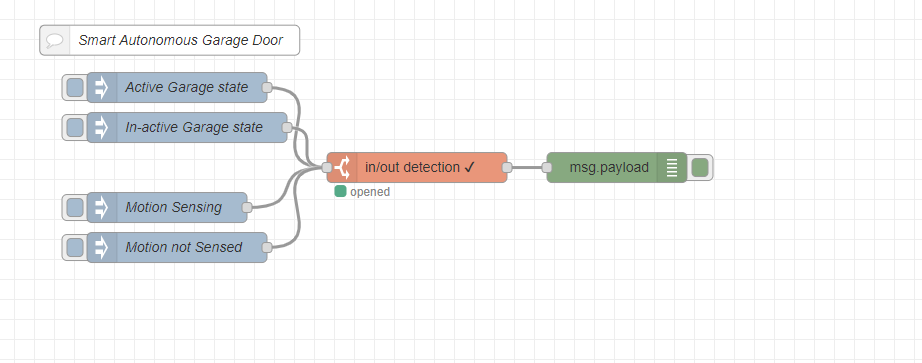 Smart Autonomous Garage Door
Active Garage state
In-active Garage state
in/out detection ✓
msg.payload
opened
Motion Sensing
Motion not Sensed